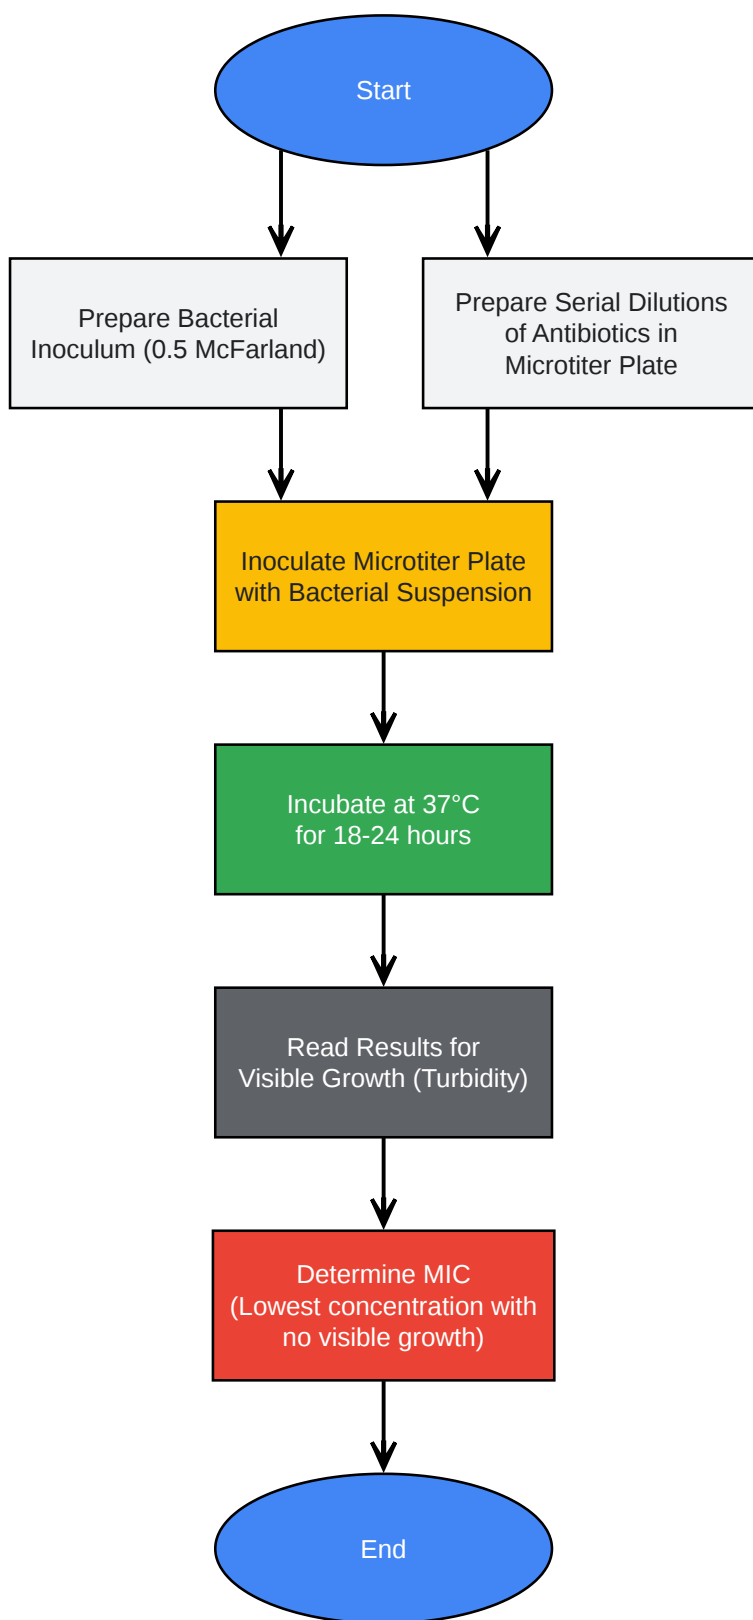 Start
Prepare Bacterial
Inoculum (0.5 McFarland)
Prepare Serial Dilutions
of Antibiotics in
Microtiter Plate
Inoculate Microtiter Plate
with Bacterial Suspension
Incubate at 37°C
for 18-24 hours
Read Results for
Visible Growth (Turbidity)
Determine MIC
(Lowest concentration with
no visible growth)
End